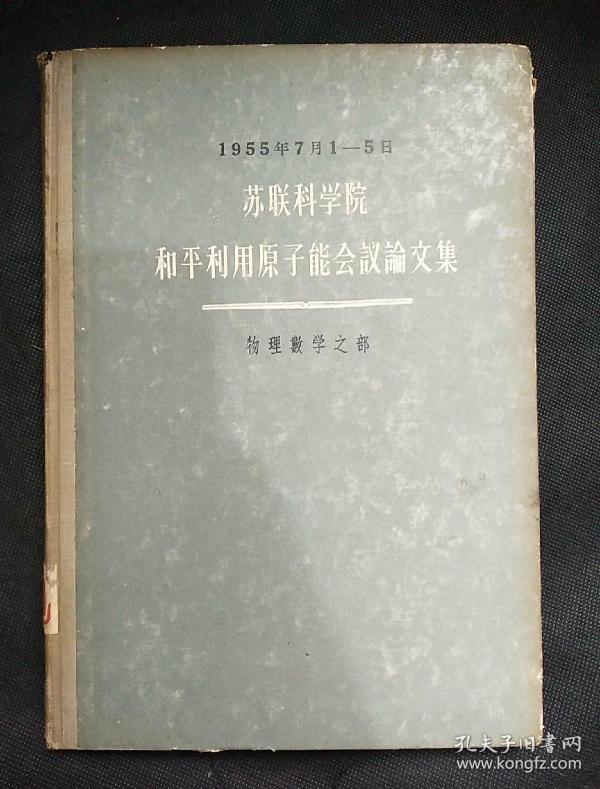 1955年7月1—5日
苏联科学院
和平利用原子能会议論文集
物理數学之部
孔夫子旧書网
www.kongfz.com